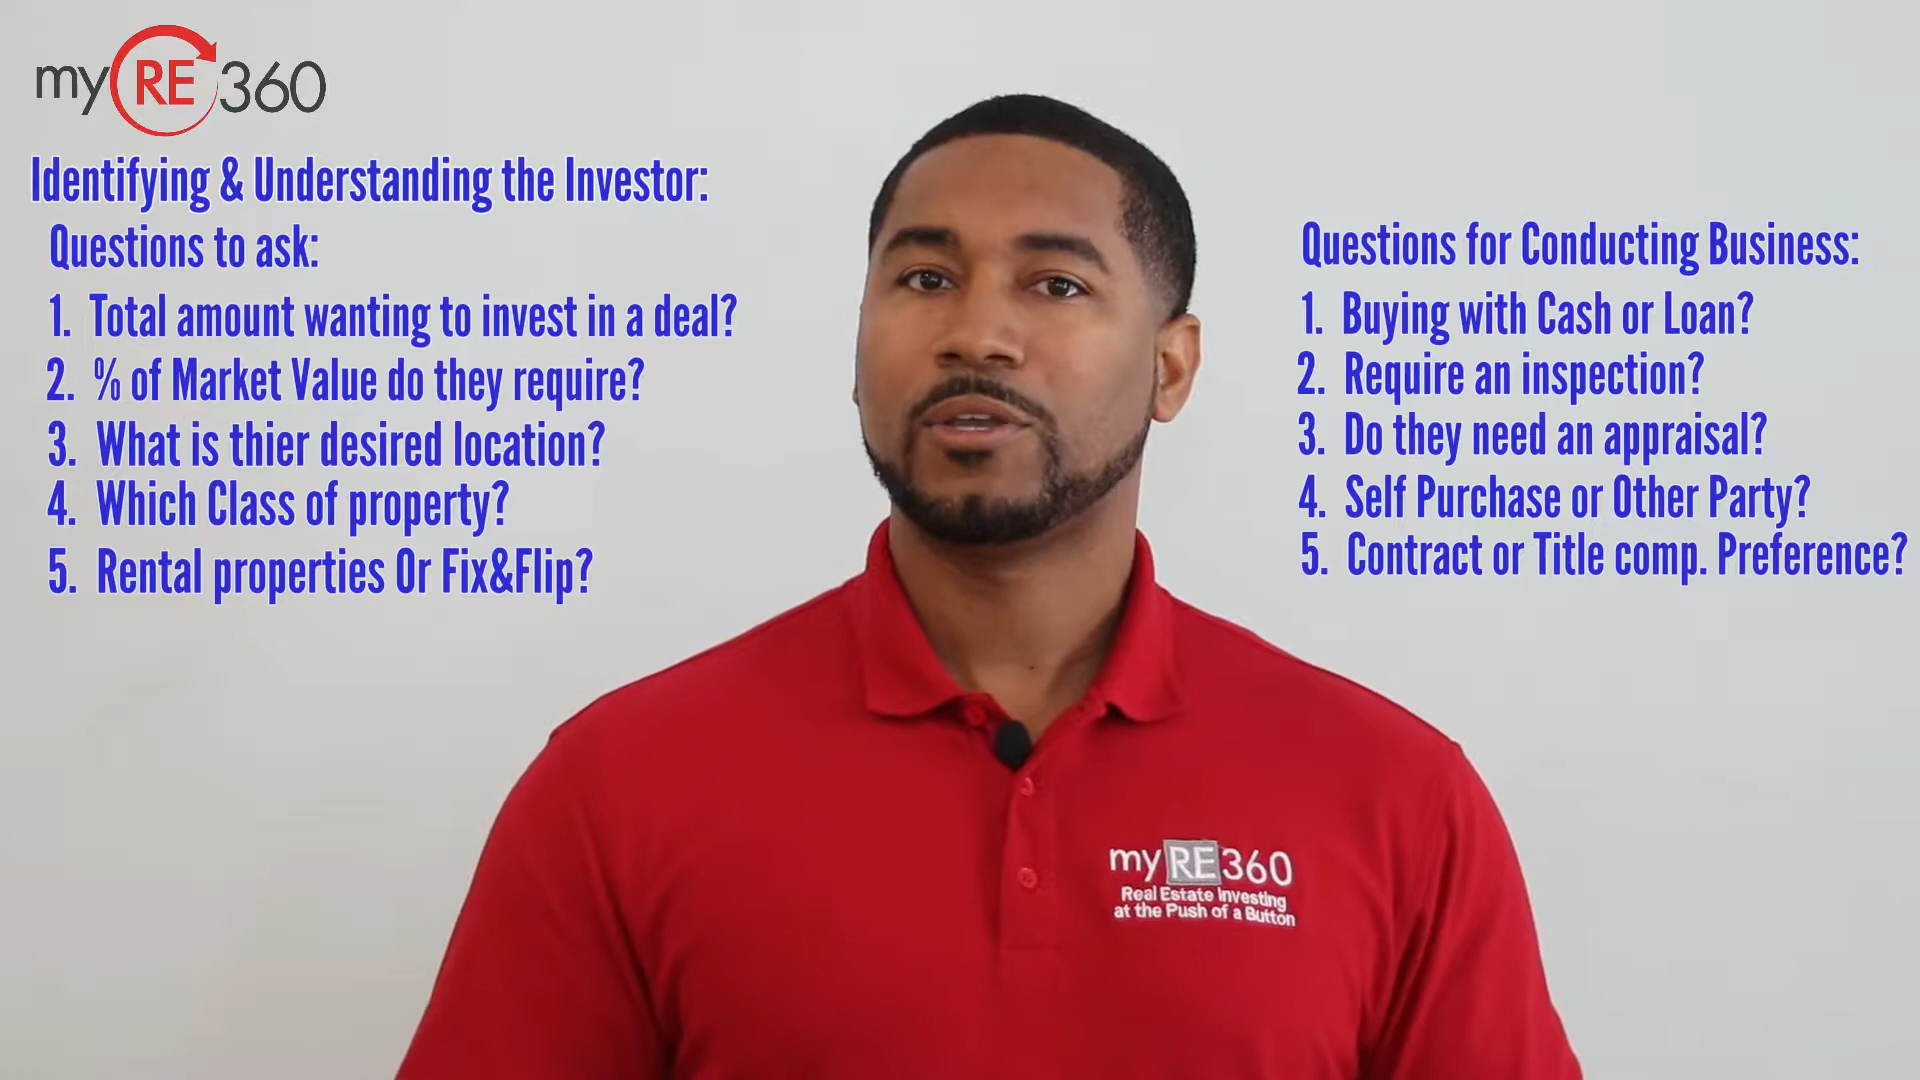 myRE360
Identifying & Understanding the Investor:
Questions to ask:
1. Total amount wanting to invest in a deal?
2. % of Market Value do they require?
3. What is thier desired location?
4. Which Class of property?
5. Rental properties Or Fix&Flip?
Questions for Conducting Business:
1. Buying with Cash or Loan?
2. Require an inspection?
3. Do they need an appraisal?
4. Self Purchase or Other Party?
5. Contract or Title comp. Preference?
myRE360
Real Estate Investing
at the Push of a Button